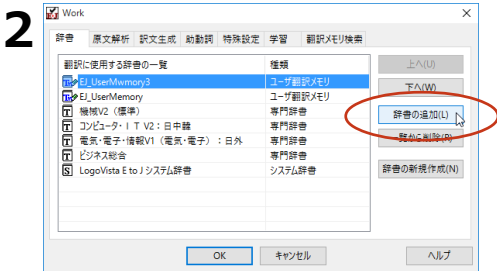 2
Work
辞書 原文解析 訳文生成 助動詞 特殊設定 学習 翻訳メモリ検索
翻訳に使用する辞書の一覧 種類
EJ_UserMwmory3 ユーザ翻訳メモリ
EJ_UserMemory ユーザ翻訳メモリ
機械V2（標準） 専門辞書
コンピュータ・I T V2：日中韓 専門辞書
電気・電子・情報V1（電気・電子）：日外 専門辞書
ビジネス総合 専門辞書
LogoVista E to J システム辞書 システム辞書
上へ(U)
下へ(W)
辞書の追加(L)
一覧から削除(R)
辞書の新規作成(N)
OK キャンセル ヘルプ